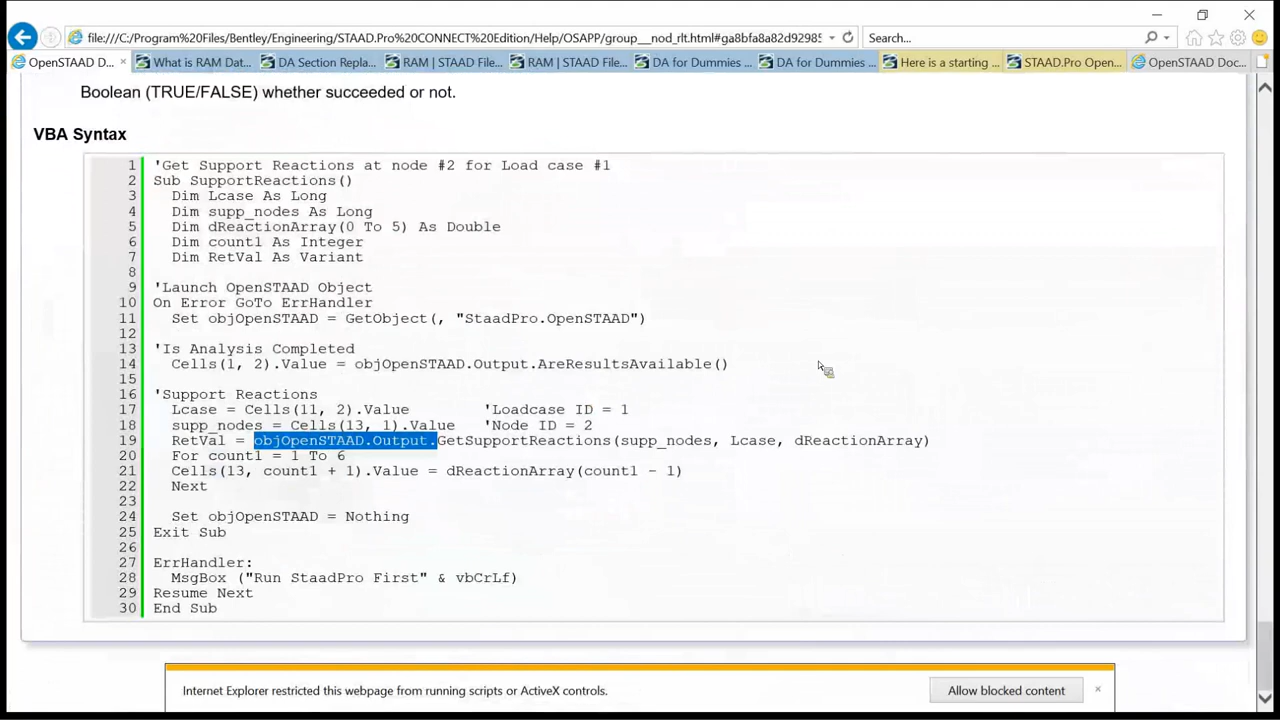 file:///C:/Program%20Files/Bentley/Engineering/STAAD.Pro%20CONNECT%20Edition/Help/OSAPP/group__nod_rlt.html#ga8bfa8a82d92985
Search...
OpenSTAAD D...
What is RAM Dat...
DA Section Repla...
RAM | STAAD File...
RAM | STAAD File...
DA for Dummies ...
DA for Dummies ...
Here is a starting ...
STAAD.Pro Open...
OpenSTAAD Doc...
Boolean (TRUE/FALSE) whether succeeded or not.
VBA Syntax
1 'Get Support Reactions at node #2 for Load case #1
2 Sub SupportReactions()
3 Dim Lcase As Long
4 Dim supp_nodes As Long
5 Dim dReactionArray(0 To 5) As Double
6 Dim count1 As Integer
7 Dim RetVal As Variant
8
9 'Launch OpenSTAAD Object
10 On Error GoTo ErrHandler
11 Set objOpenSTAAD = GetObject(, "StaadPro.OpenSTAAD")
12
13 'Is Analysis Completed
14 Cells(1, 2).Value = objOpenSTAAD.Output.AreResultsAvailable()
15
16 'Support Reactions
17 Lcase = Cells(11, 2).Value 'Loadcase ID = 1
18 supp_nodes = Cells(13, 1).Value 'Node ID = 2
19 RetVal = objOpenSTAAD.Output.GetSupportReactions(supp_nodes, Lcase, dReactionArray)
20 For count1 = 1 To 6
21 Cells(13, count1 + 1).Value = dReactionArray(count1 - 1)
22 Next
23
24 Set objOpenSTAAD = Nothing
25 Exit Sub
26
27 ErrHandler:
28 MsgBox ("Run StaadPro First" & vbCrLf)
29 Resume Next
30 End Sub
Internet Explorer restricted this webpage from running scripts or ActiveX controls.
Allow blocked content